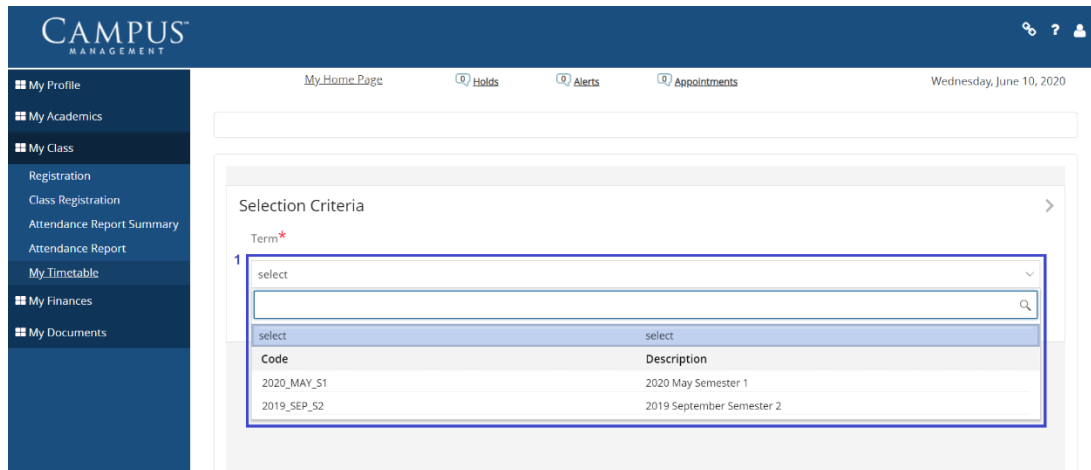 CAMPUS™
MANAGEMENT
?
My Profile
My Academics
My Class
Registration
Class Registration
Attendance Report Summary
Attendance Report
My Timetable
My Finances
My Documents
My Home Page 0 Holds 0 Alerts 0 Appointments Wednesday, June 10, 2020
Selection Criteria
Term*
1
select
select select
Code Description
2020_MAY_S1 2020 May Semester 1
2019_SEP_S2 2019 September Semester 2